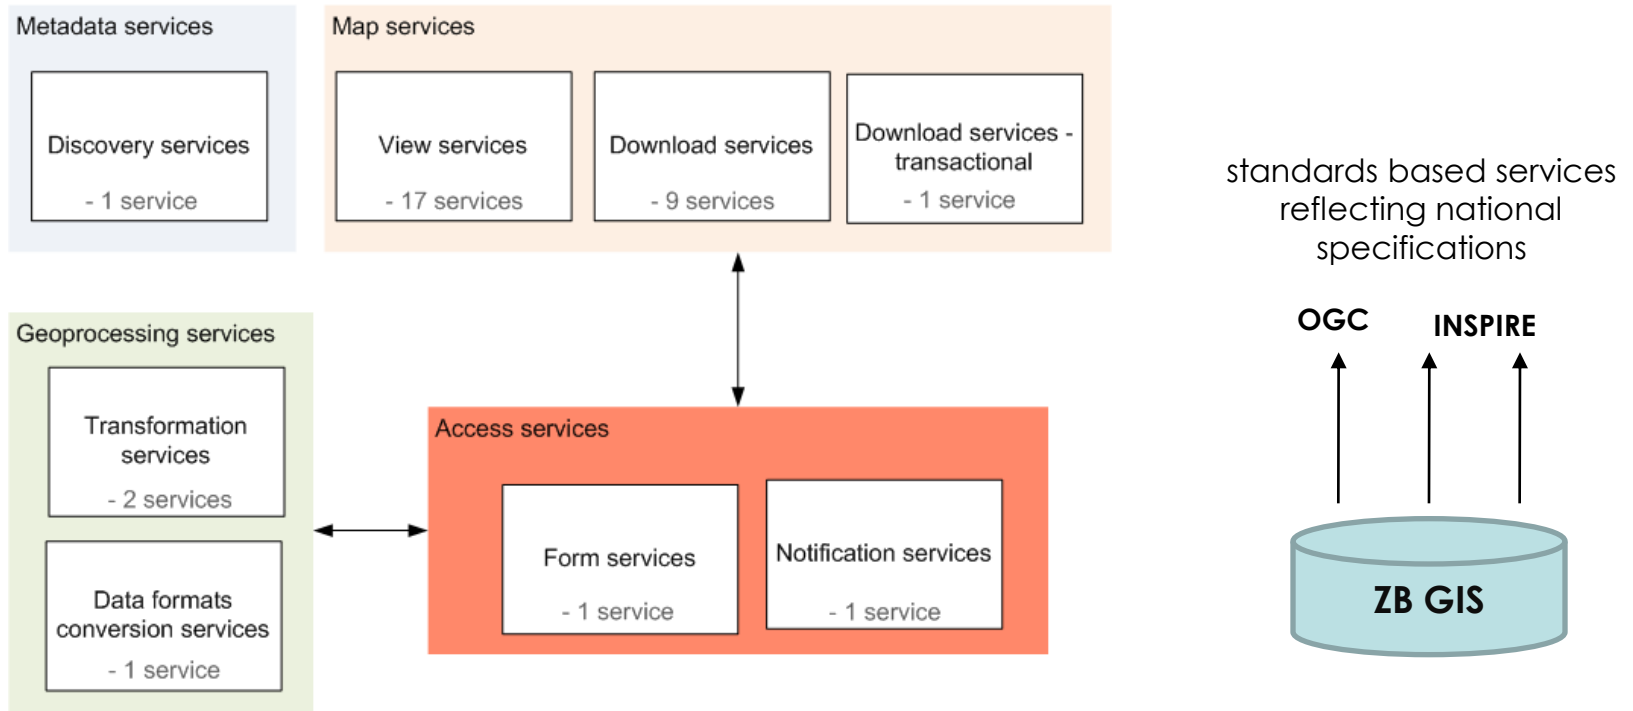 Metadata services
Discovery services
- 1 service
Map services
View services
- 17 services
Download services
- 9 services
Download services -
transactional
- 1 service
Geoprocessing services
Transformation
services
- 2 services
Data formats
conversion services
- 1 service
Access services
Form services
- 1 service
Notification services
- 1 service
standards based services
reflecting national
specifications
OGC
INSPIRE
ZB GIS